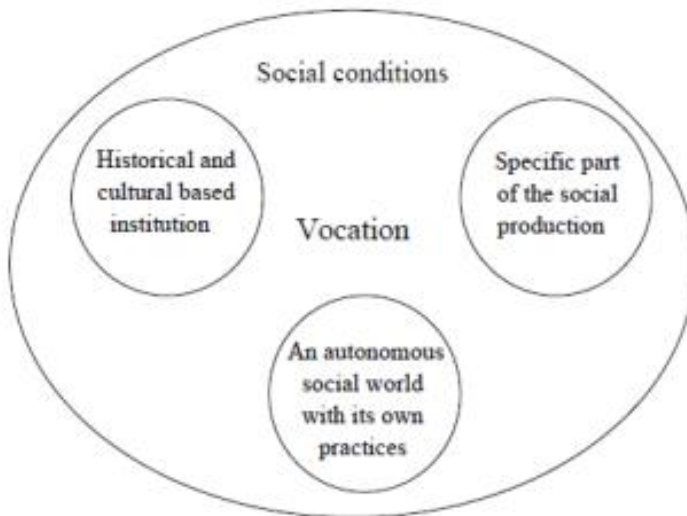 Social conditions
Historical and
cultural based
institution
Specific part
of the social
production
Vocation
An autonomous
social world
with its own
practices